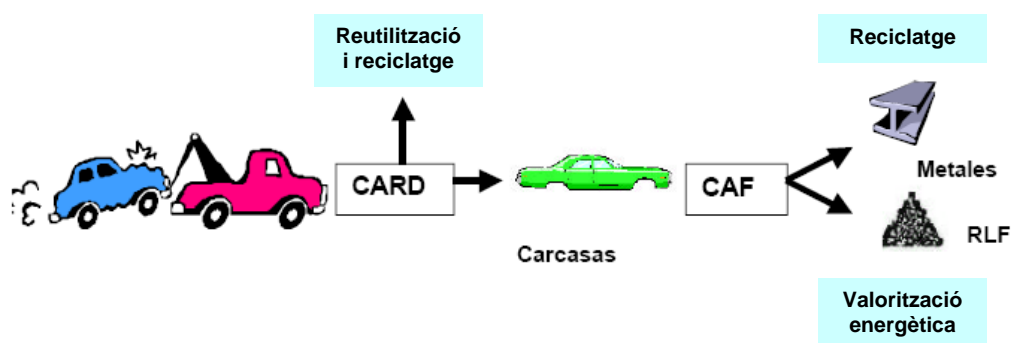 Reutilització
i reciclatge
Reciclatge
CARD
CAF
Metales
RLF
Carcasas
Valorització
energètica